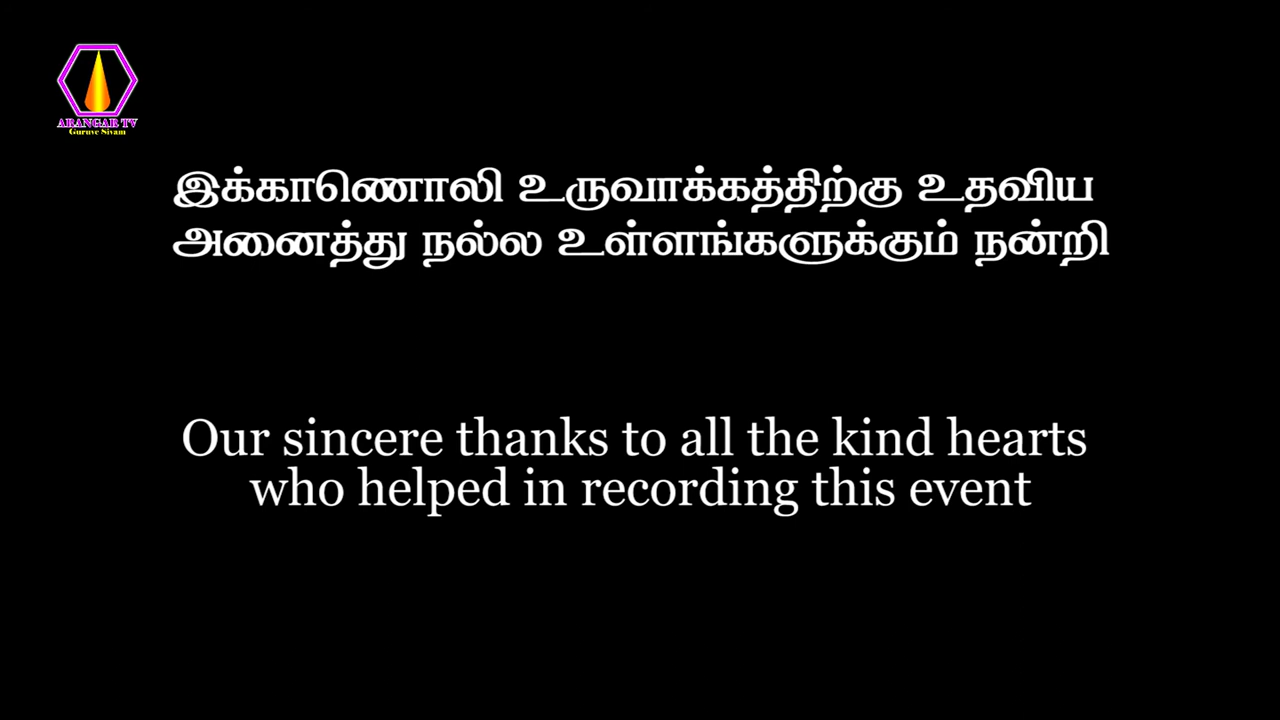 ARANGAR TV
Guruve Sivam
இக்காணொலி உருவாக்கத்திற்கு உதவிய
அனைத்து நல்ல உள்ளங்களுக்கும் நன்றி
Our sincere thanks to all the kind hearts
who helped in recording this event